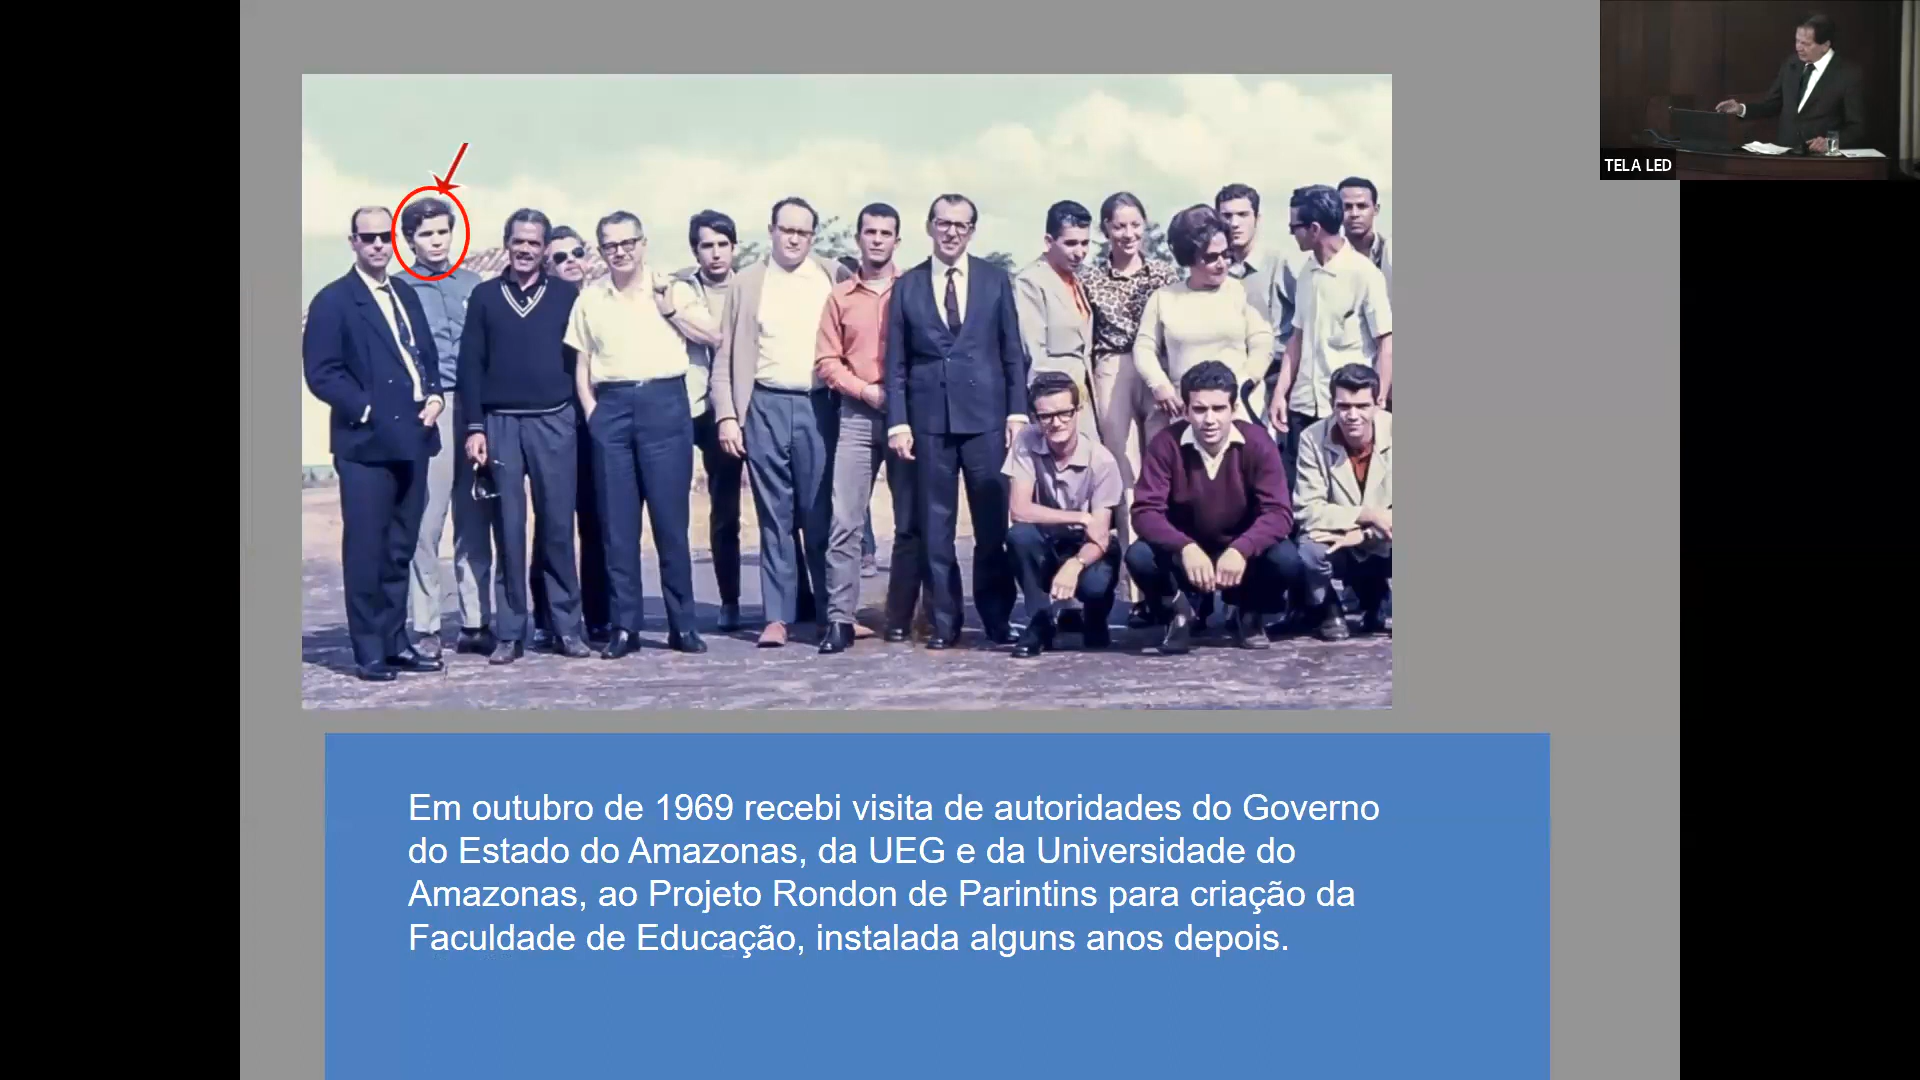 TELA LED
Em outubro de 1969 recebi visita de autoridades do Governo
do Estado do Amazonas, da UEG e da Universidade do
Amazonas, ao Projeto Rondon de Parintins para criação da
Faculdade de Educação, instalada alguns anos depois.